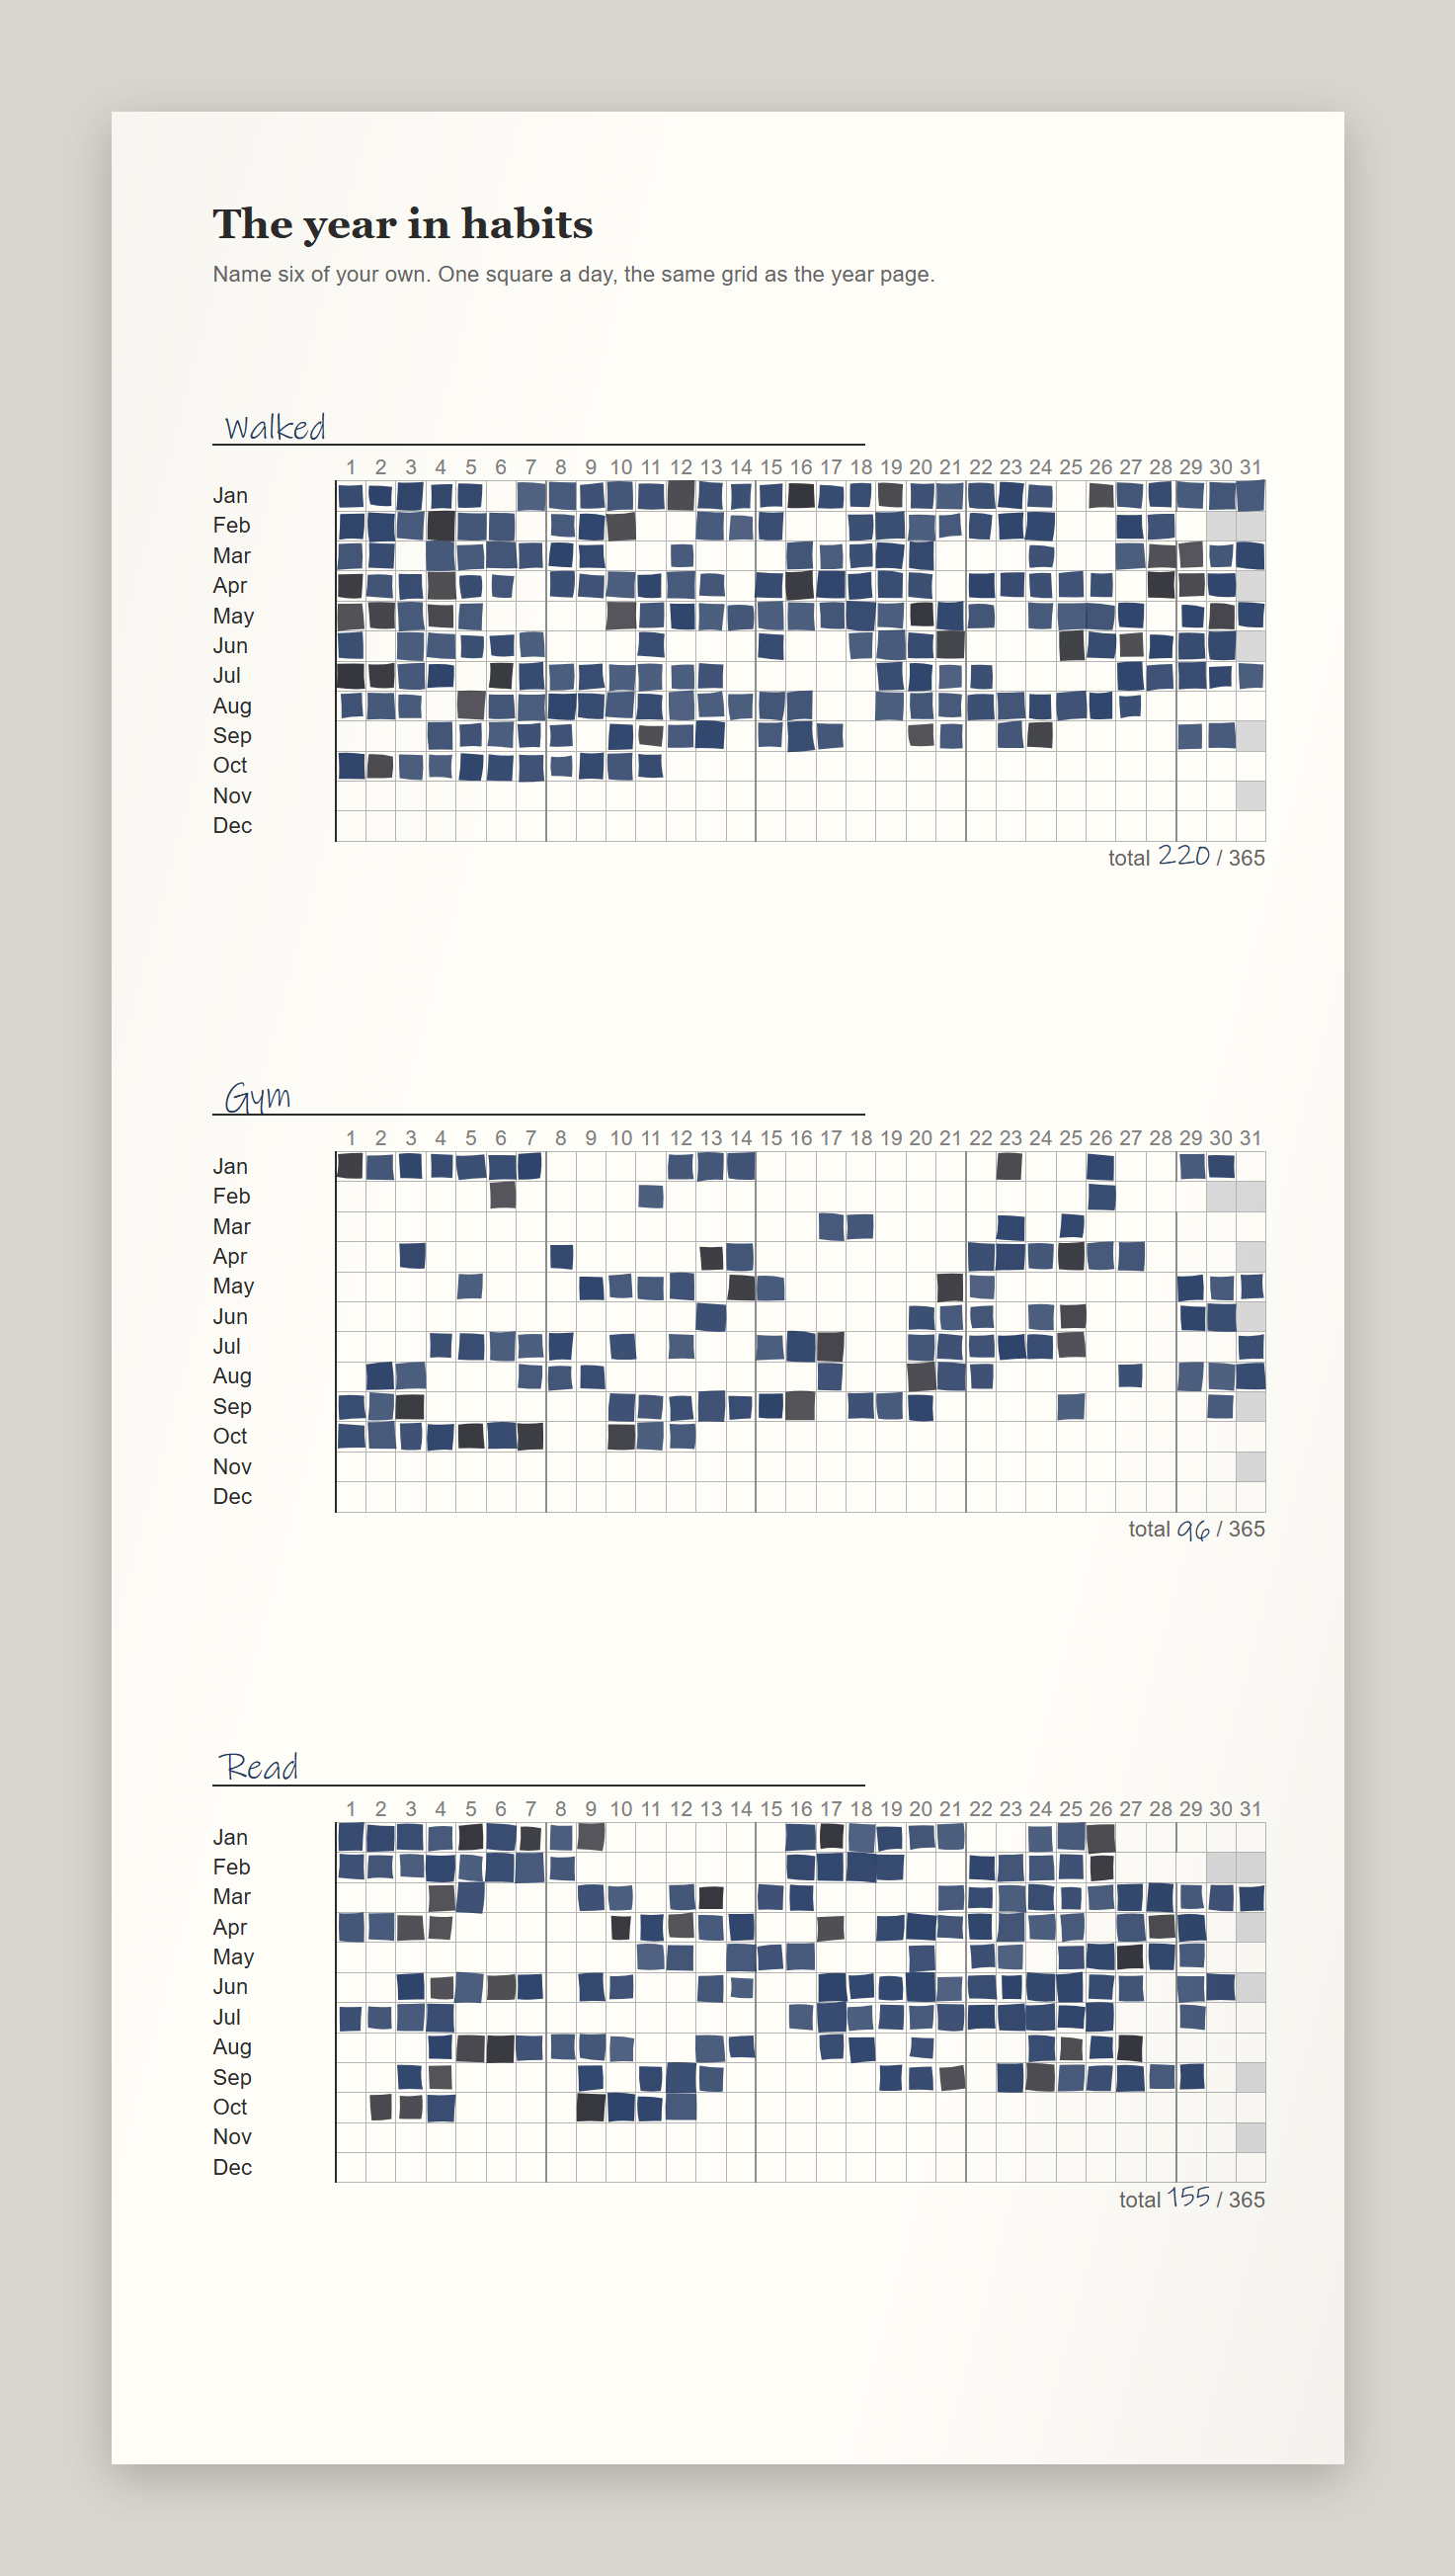 The year in habits
Name six of your own. One square a day, the same grid as the year page.
Walked
1 2 3 4 5 6 7 8 9 10 11 12 13 14 15 16 17 18 19 20 21 22 23 24 25 26 27 28 29 30 31
Jan
Feb
Mar
Apr
May
Jun
Jul
Aug
Sep
Oct
Nov
Dec
total 220 / 365
Gym
1 2 3 4 5 6 7 8 9 10 11 12 13 14 15 16 17 18 19 20 21 22 23 24 25 26 27 28 29 30 31
Jan
Feb
Mar
Apr
May
Jun
Jul
Aug
Sep
Oct
Nov
Dec
total 96 / 365
Read
1 2 3 4 5 6 7 8 9 10 11 12 13 14 15 16 17 18 19 20 21 22 23 24 25 26 27 28 29 30 31
Jan
Feb
Mar
Apr
May
Jun
Jul
Aug
Sep
Oct
Nov
Dec
total 155 / 365